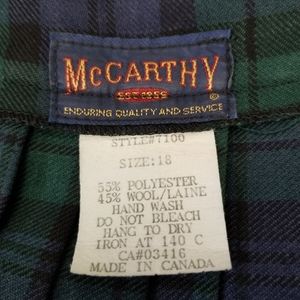 McCARTHY
EST. 1956
ENDURING QUALITY AND SERVICE
©
STYLE#7100
SIZE:18
55% POLYESTER
45% WOOL/LAINE
HAND WASH
DO NOT BLEACH
HANG TO DRY
IRON AT 140 C
CA#03416
MADE IN CANADA